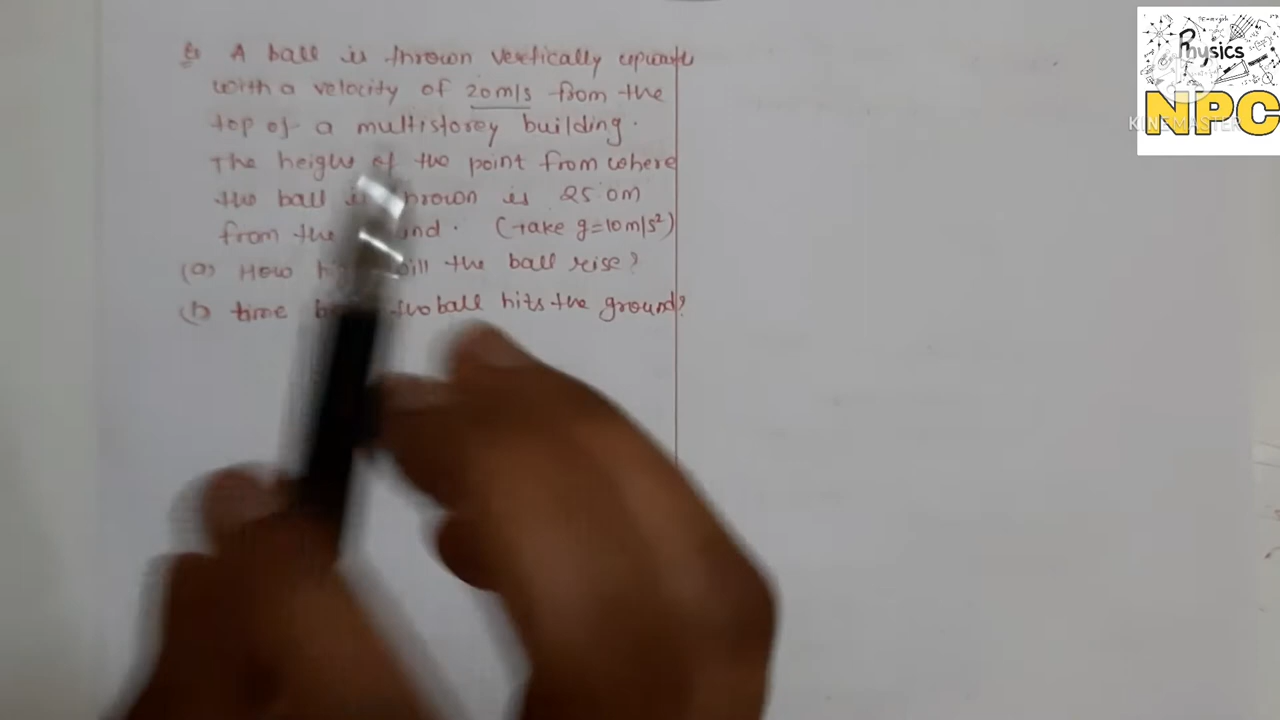 Q A ball is thrown vertically upwards
with a velocity of 20m/s from the
top of a multistorey building.
The height of the point from where
the ball is thrown is 25.0m
from the . (Take g=10m/s²)
(a) How will the ball rise?
(b) time the ball hits the ground?
Physics
NPC
KINEMASTER